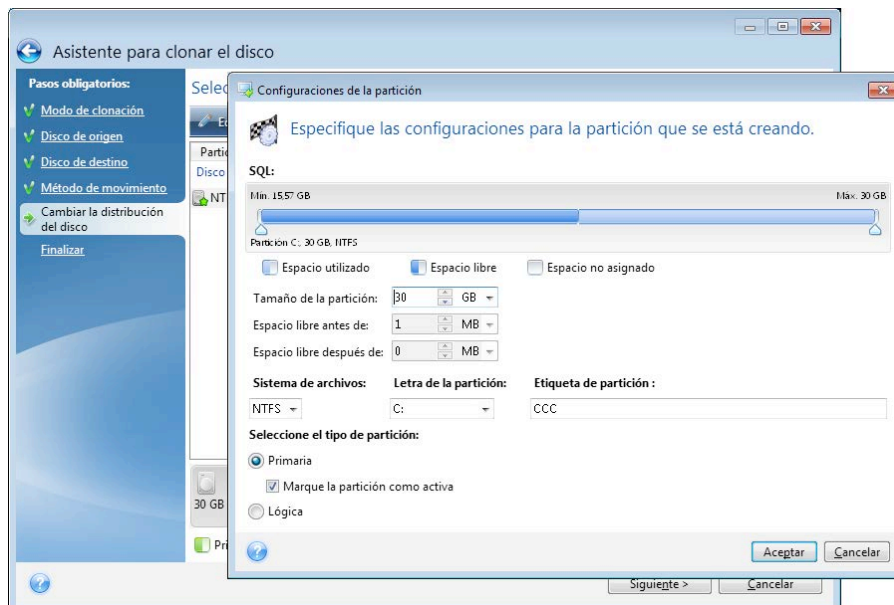 Asistente para clonar el disco
Pasos obligatorios:
Modo de clonación
Disco de origen
Disco de destino
Método de movimiento
Cambiar la distribución
del disco
Finalizar
Selec
Partic
Disco
NT
30 GB
Pri
Configuraciones de la partición
Especifique las configuraciones para la partición que se está creando.
SQL:
Mín. 15,57 GB Máx. 30 GB
Partición C:, 30 GB, NTFS
Espacio utilizado Espacio libre Espacio no asignado
Tamaño de la partición: 30 GB
Espacio libre antes de: 1 MB
Espacio libre después de: 0 MB
Sistema de archivos: Letra de la partición: Etiqueta de partición :
NTFS C: CCC
Seleccione el tipo de partición:
Primaria
Marque la partición como activa
Lógica
Aceptar Cancelar
Siguiente > Cancelar